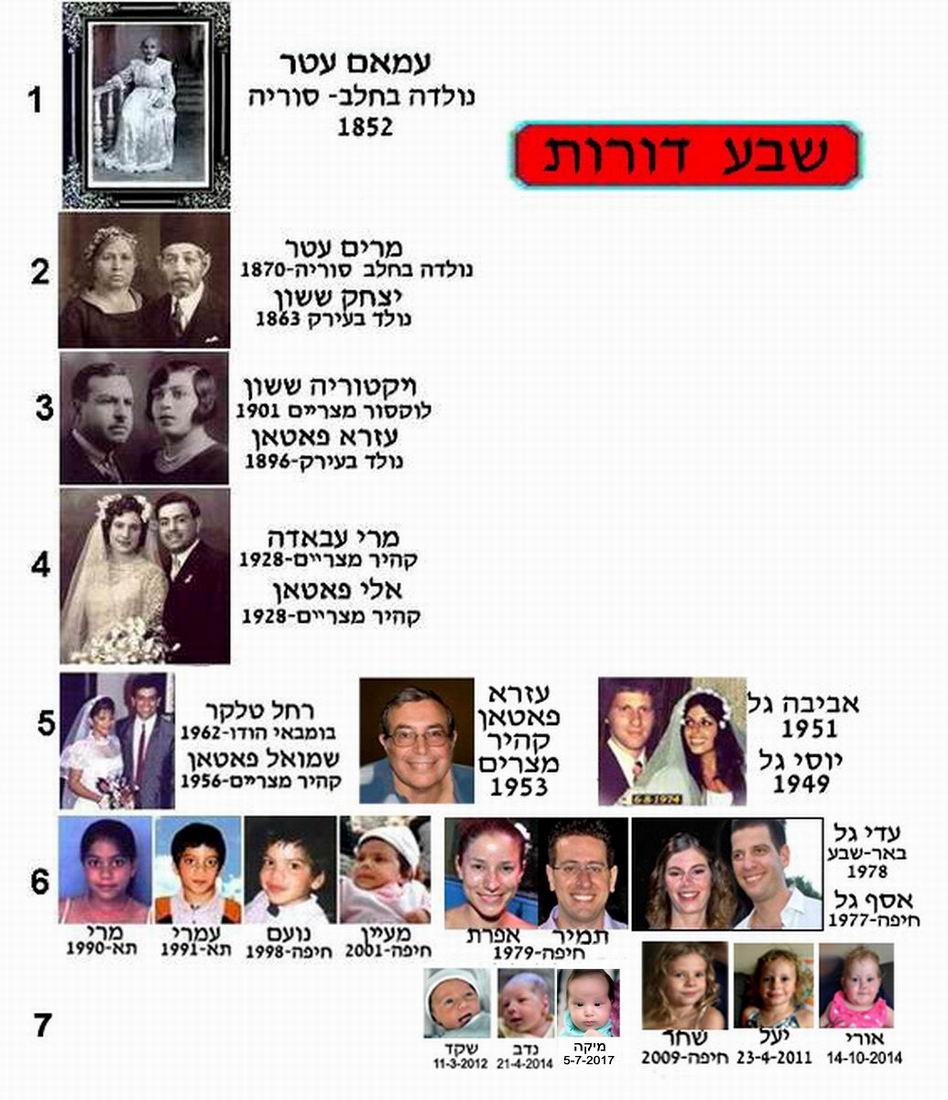 שבע דורות
1
עמאם עטר
נולדה בחלב- סוריה
1852
2
מרים עטר
נולדה בחלב סוריה-1870
יצחק ששון
נולד בעירק 1863
3
ויקטוריה ששון
לוקסור מצריים 1901
עזרא פאטאן
נולד בעירק-1896
4
מרי עבאדה
קהיר מצריים-1928
אלי פאטאן
קהיר מצריים-1928
5
רחל טלקר
בומבאי הודו-1962
שמואל פאטאן
קהיר מצריים-1956
עזרא
פאטאן
קהיר
מצרים
1953
6-8-1974
אביבה גל
1951
יוסי גל
1949
6
מרי
תא-1990
עמרי
תא-1991
נועם
חיפה-1998
מעיין
חיפה-2001
אפרת
תמיר
חיפה-1979
עדי גל
באר-שבע
1978
אסף גל
חיפה-1977
7
שקד
11-3-2012
נדב
21-4-2014
מיקה
5-7-2017
שחר
חיפה-2009
יעל
23-4-2011
אורי
14-10-2014